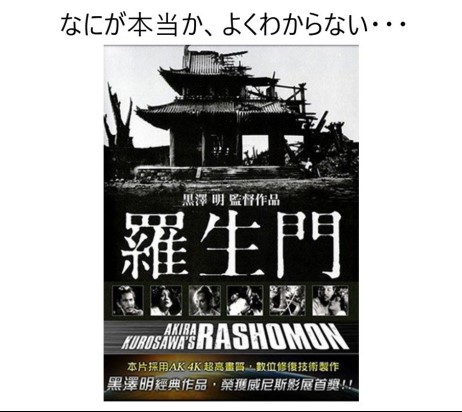 なにが本当か、よくわからない・・・
黒澤 明 監督作品
羅生門
AKIRA
KUROSAWA'S RASHOMON
本片採用AK 4K超高畫質，數位修復技術製作
黑澤明經典作品，榮獲威尼斯影展首獎!!